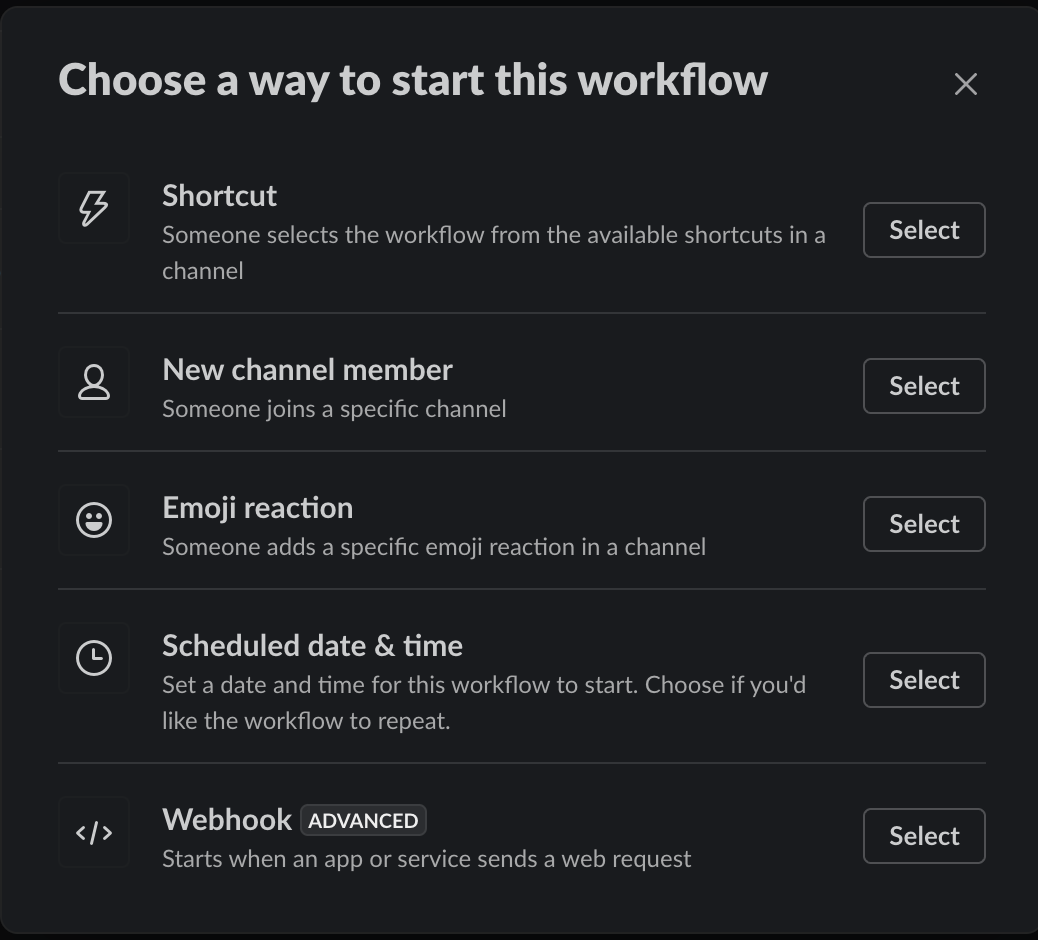 Choose a way to start this workflow
Shortcut
Someone selects the workflow from the available shortcuts in a
channel
Select
New channel member
Someone joins a specific channel
Select
Emoji reaction
Someone adds a specific emoji reaction in a channel
Select
Scheduled date & time
Set a date and time for this workflow to start. Choose if you'd
like the workflow to repeat.
Select
Webhook ADVANCED
Starts when an app or service sends a web request
Select